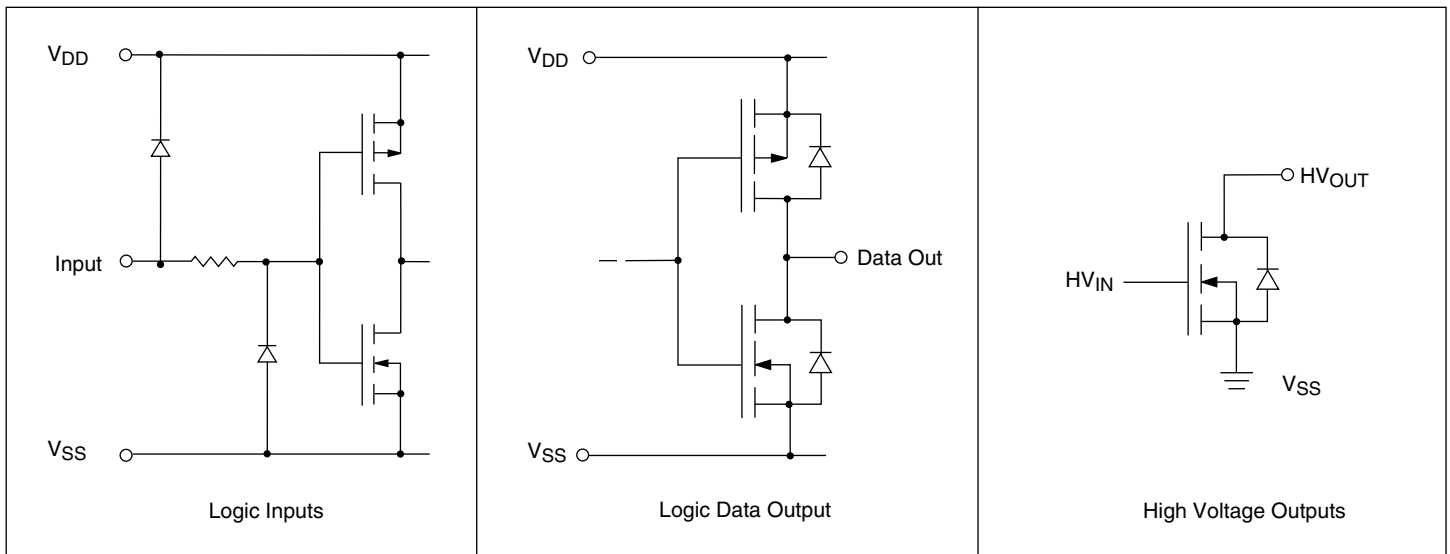 VDD
Input
VSS
Logic Inputs
VDD
Data Out
VSS
Logic Data Output
HVOUT
HVIN
VSS
High Voltage Outputs